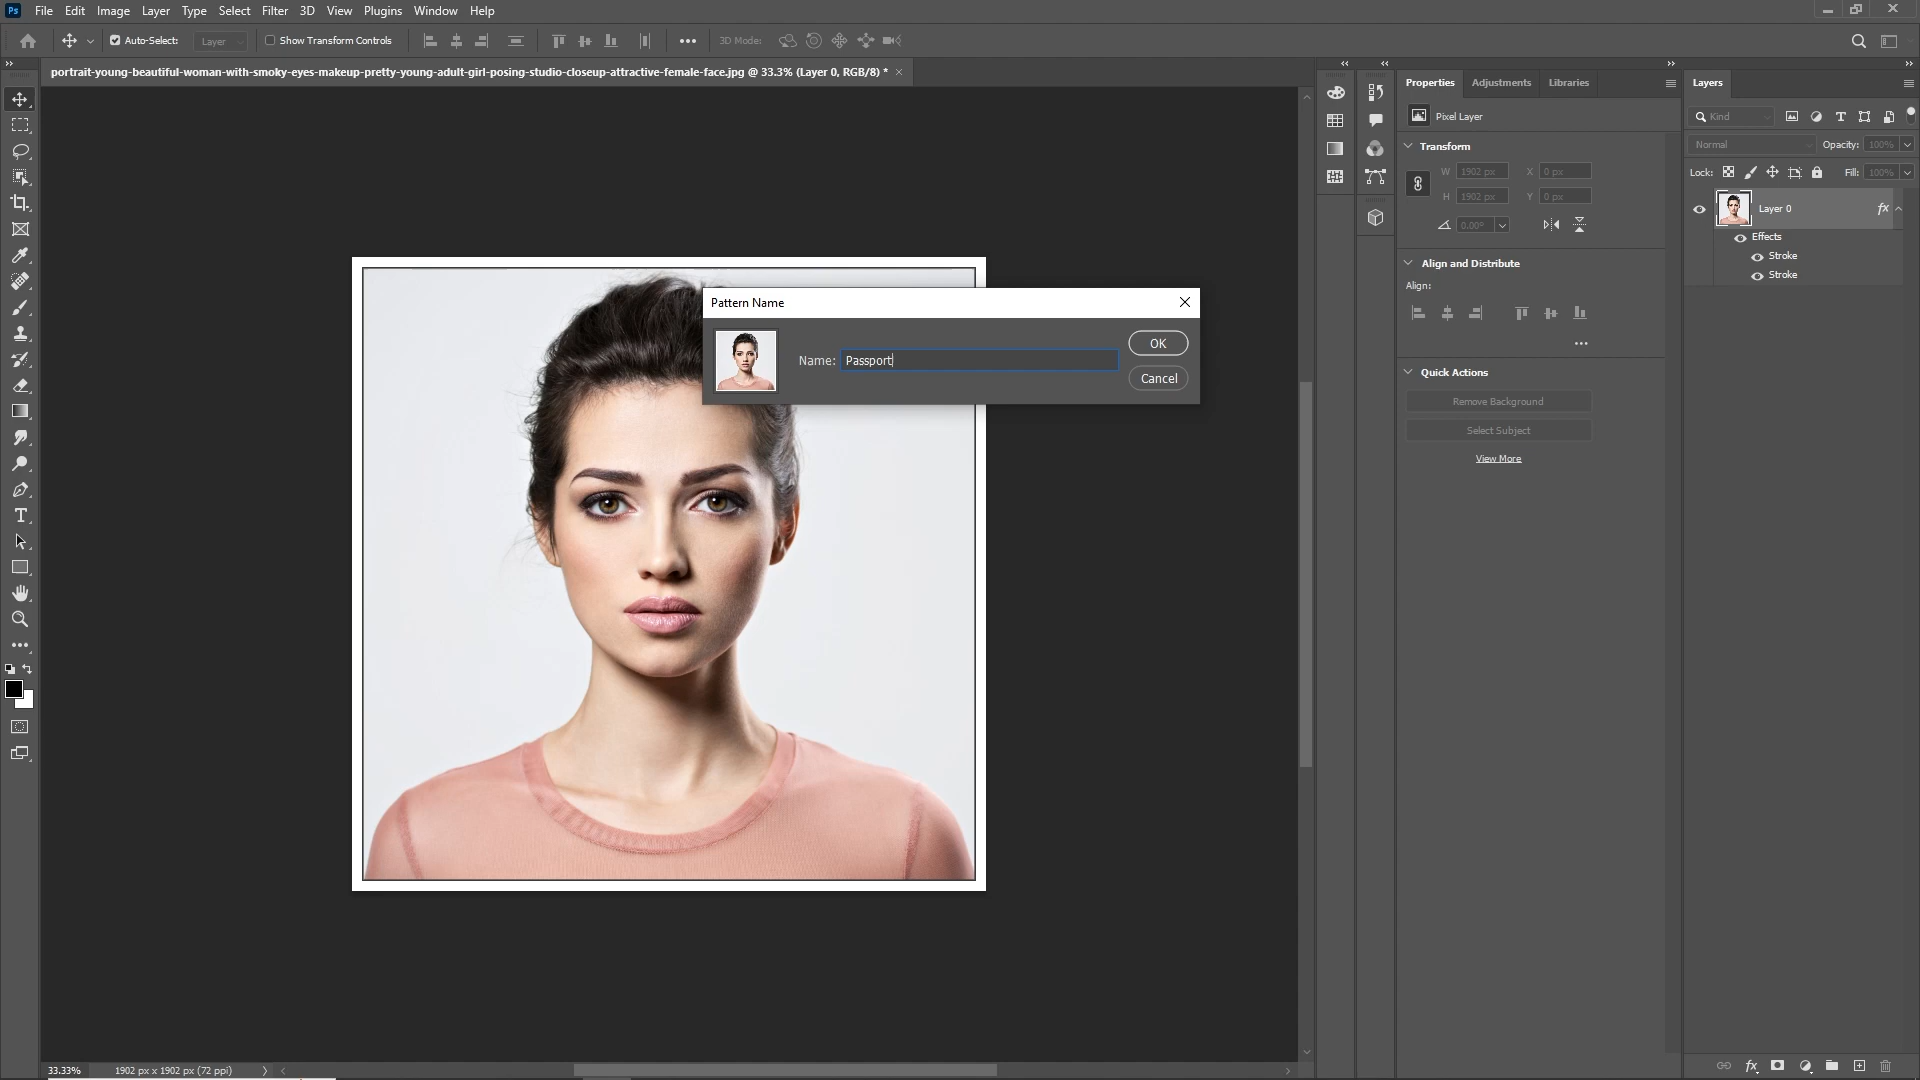 Ps File Edit Image Layer Type Select Filter 3D View Plugins Window Help
Auto-Select: Layer Show Transform Controls 3D Mode:
portrait-young-beautiful-woman-with-smoky-eyes-makeup-pretty-young-adult-girl-posing-studio-closeup-attractive-female-face.jpg @ 33.3% (Layer 0, RGB/8) *
Pattern Name
Name: Passport
OK
Cancel
Properties Adjustments Libraries
Pixel Layer
Transform
W 1902 px X 0 px
H 1902 px Y 0 px
0.00°
Align and Distribute
Align:
Quick Actions
Remove Background
Select Subject
View More
Layers
Kind
Normal Opacity: 100%
Lock: Fill: 100%
Layer 0 fx
Effects
Stroke
Stroke
33.33% 1902 px x 1902 px (72 ppi)
fx